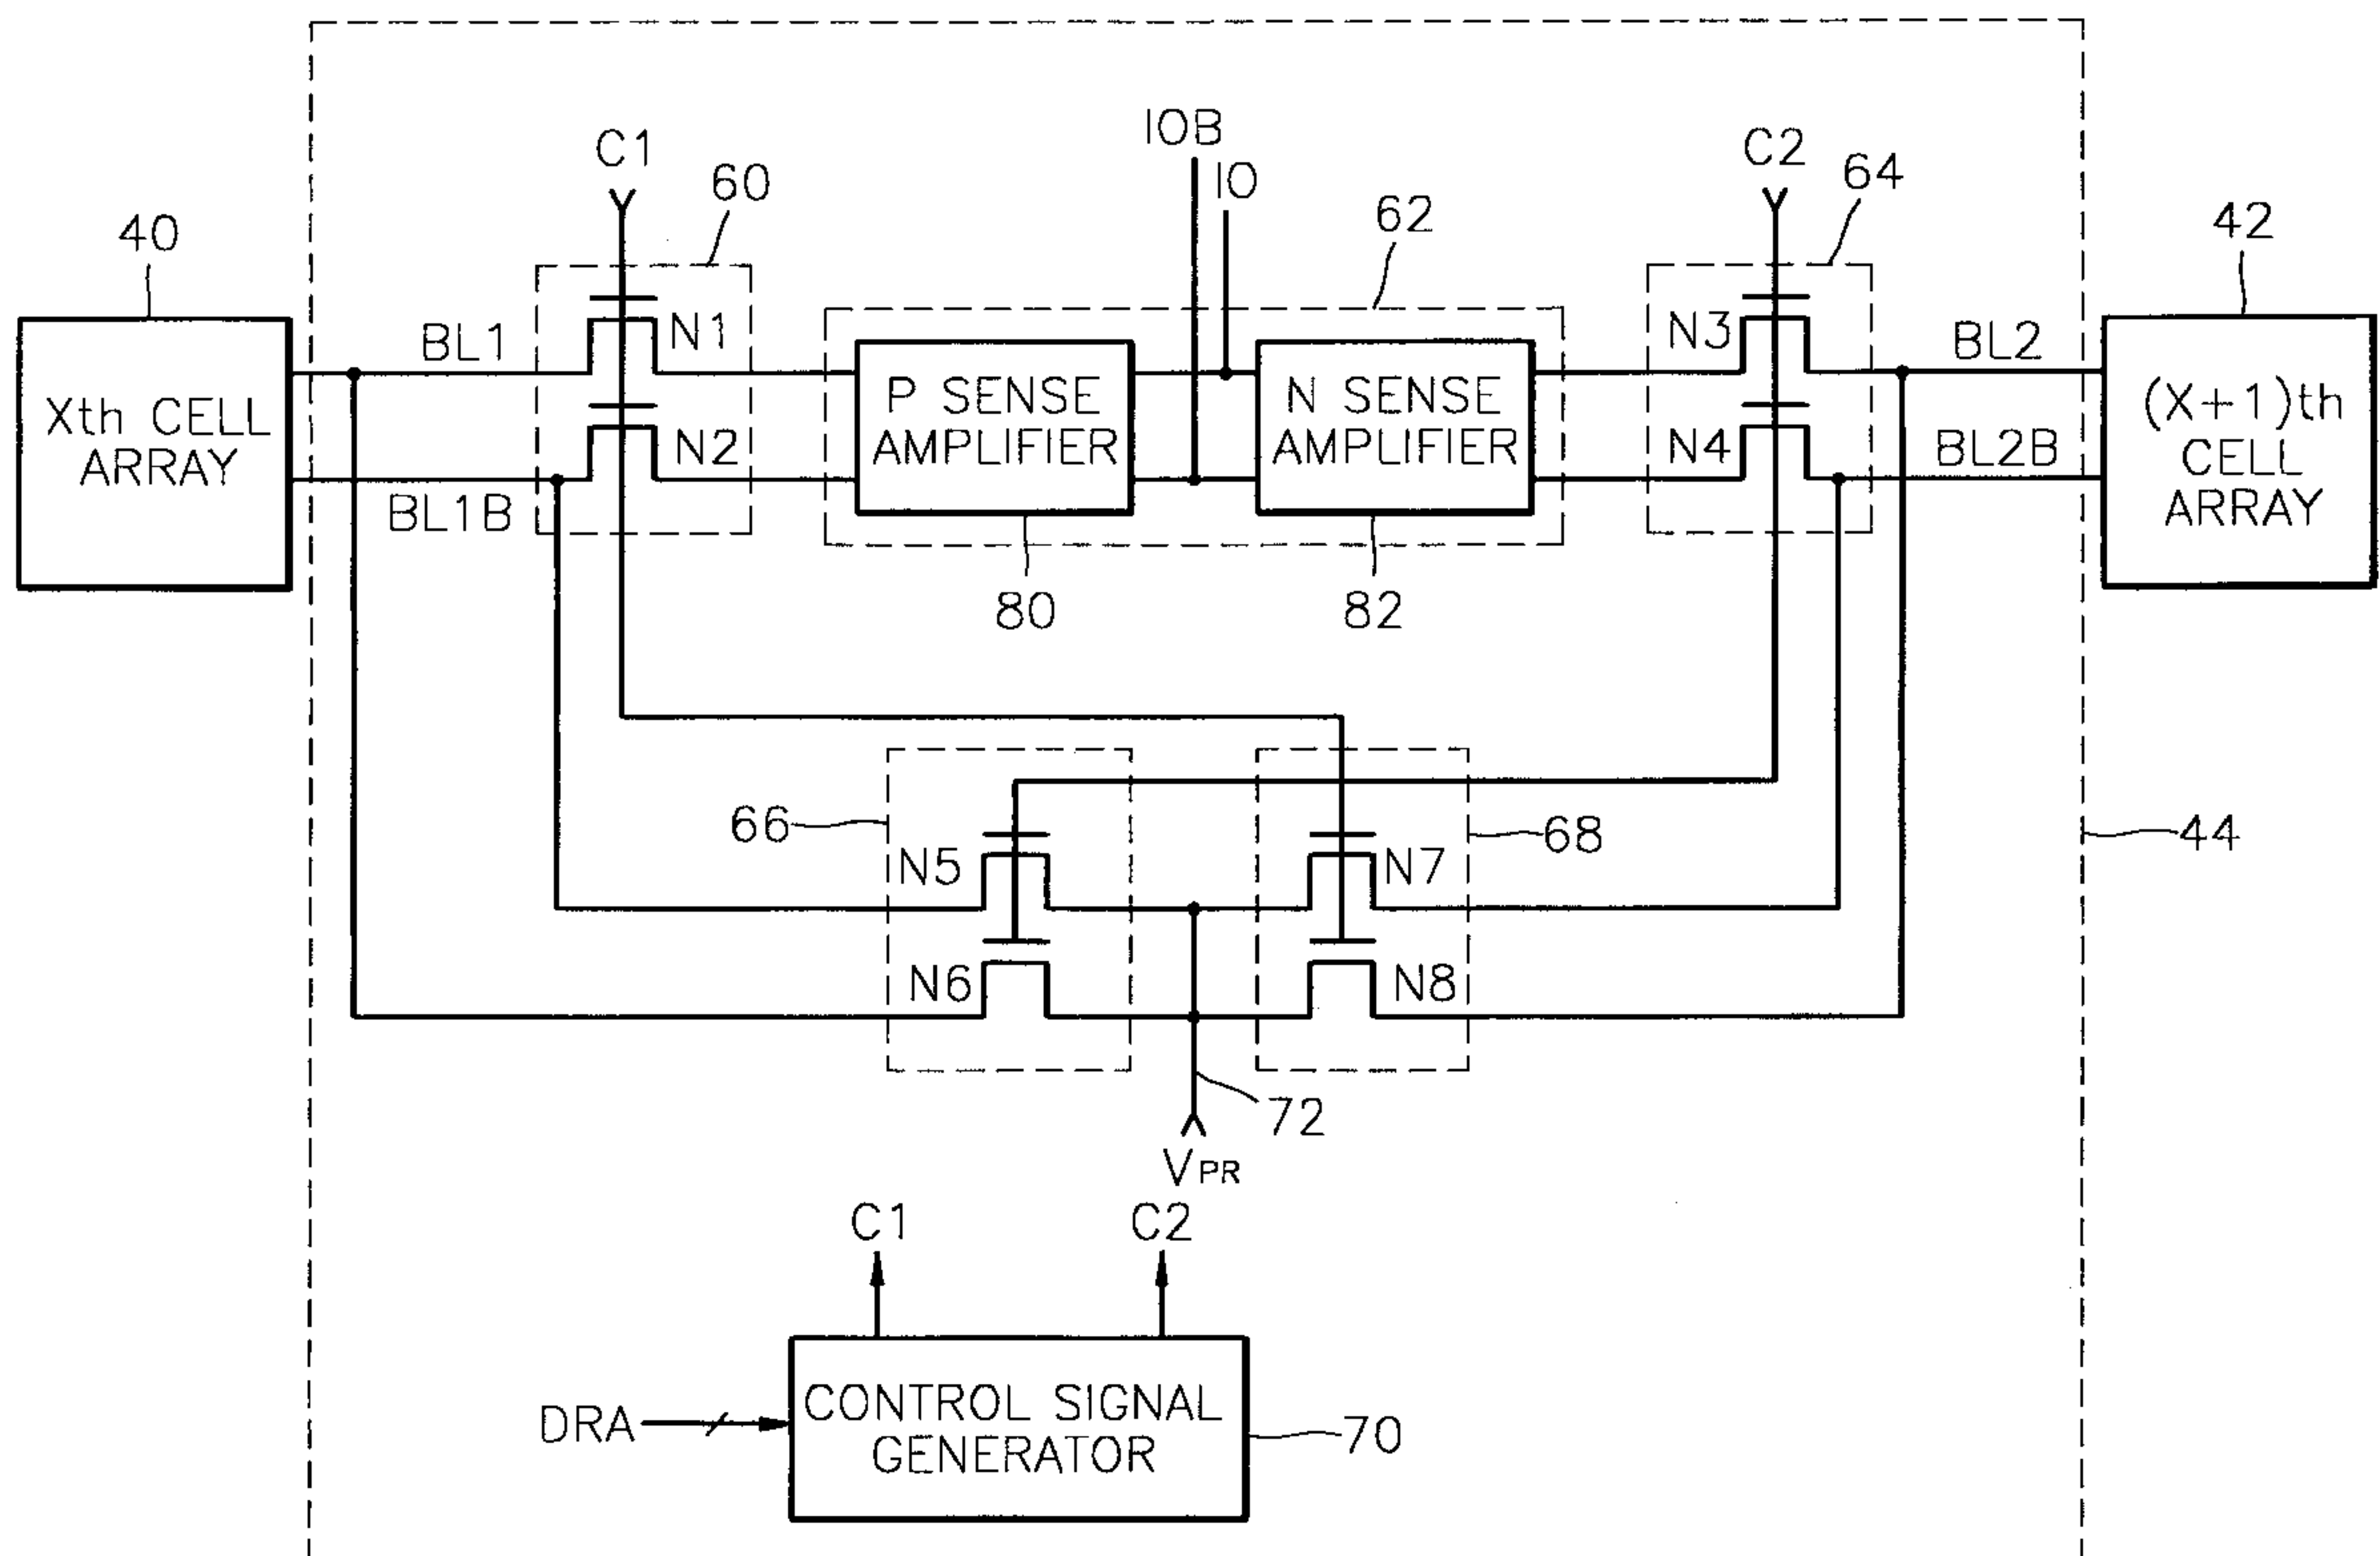 IOB
C1
C2
60
IO
64
40
62
42
BL1
N1
N3
BL2
Xth CELL
ARRAY
P SENSE
AMPLIFIER
N SENSE
AMPLIFIER
(X+1)th
CELL
ARRAY
N2
N4
BL2B
BL1B
80
82
66
68
44
N5
N7
N6
N8
72
VPR
C1
C2
DRA
CONTROL SIGNAL
GENERATOR
70